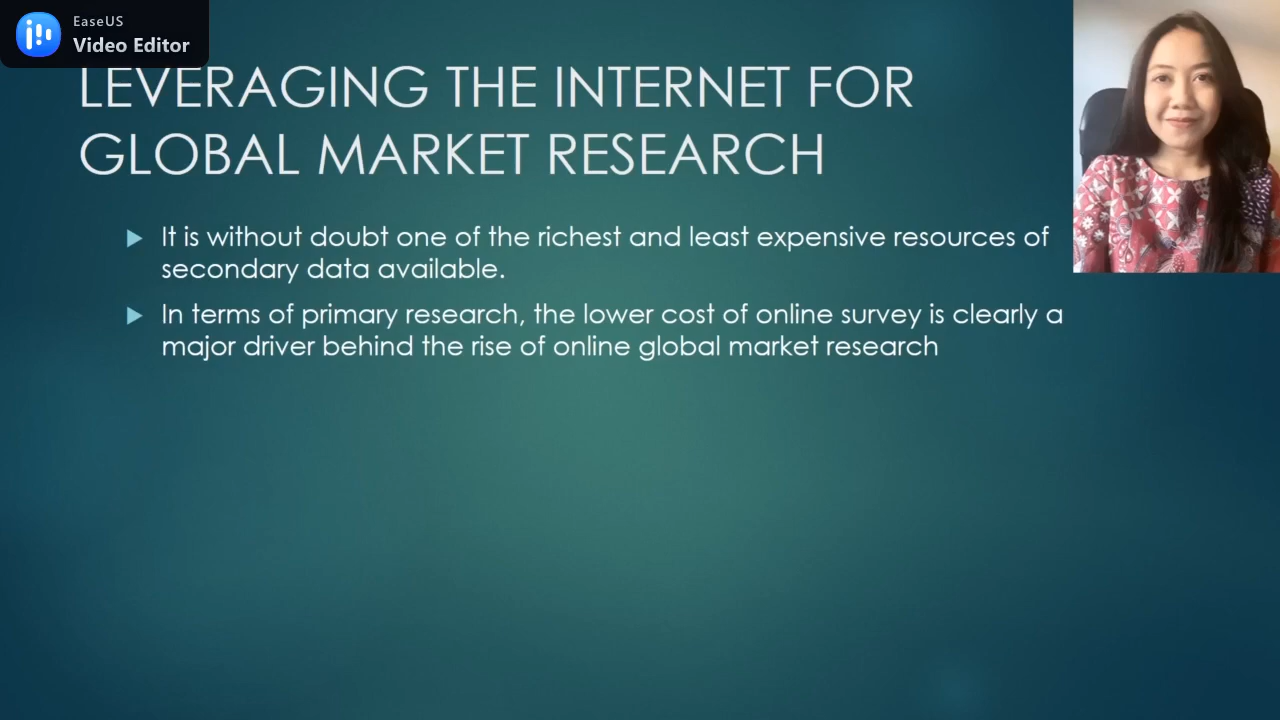 EaseUS
Video Editor
LEVERAGING THE INTERNET FOR
GLOBAL MARKET RESEARCH
It is without doubt one of the richest and least expensive resources of
secondary data available.
In terms of primary research, the lower cost of online survey is clearly a
major driver behind the rise of online global market research